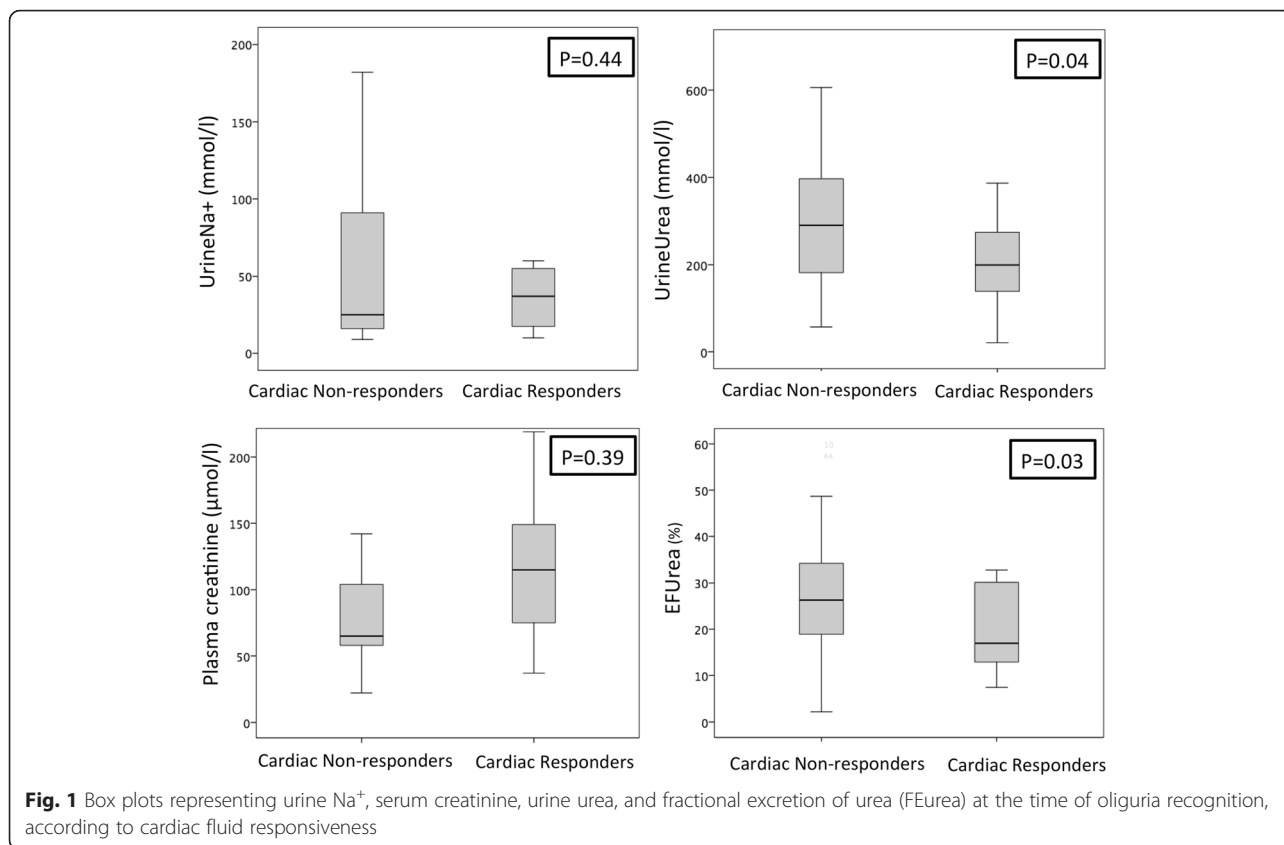 P=0.44
UrineNa+ (mmol/l)
200
150
100
50
0
Cardiac Non-responders Cardiac Responders
P=0.04
UrineUrea (mmol/l)
600
400
200
0
Cardiac Non-responders Cardiac Responders
P=0.39
Plasma creatinine (µmol/l)
200
150
100
50
0
Cardiac Non-responders Cardiac Responders
P=0.03
EFUrea (%)
60
50
40
30
20
10
0
10
44
Cardiac Non-responders Cardiac Responders
Fig. 1 Box plots representing urine Na⁺, serum creatinine, urine urea, and fractional excretion of urea (FEurea) at the time of oliguria recognition,
according to cardiac fluid responsiveness